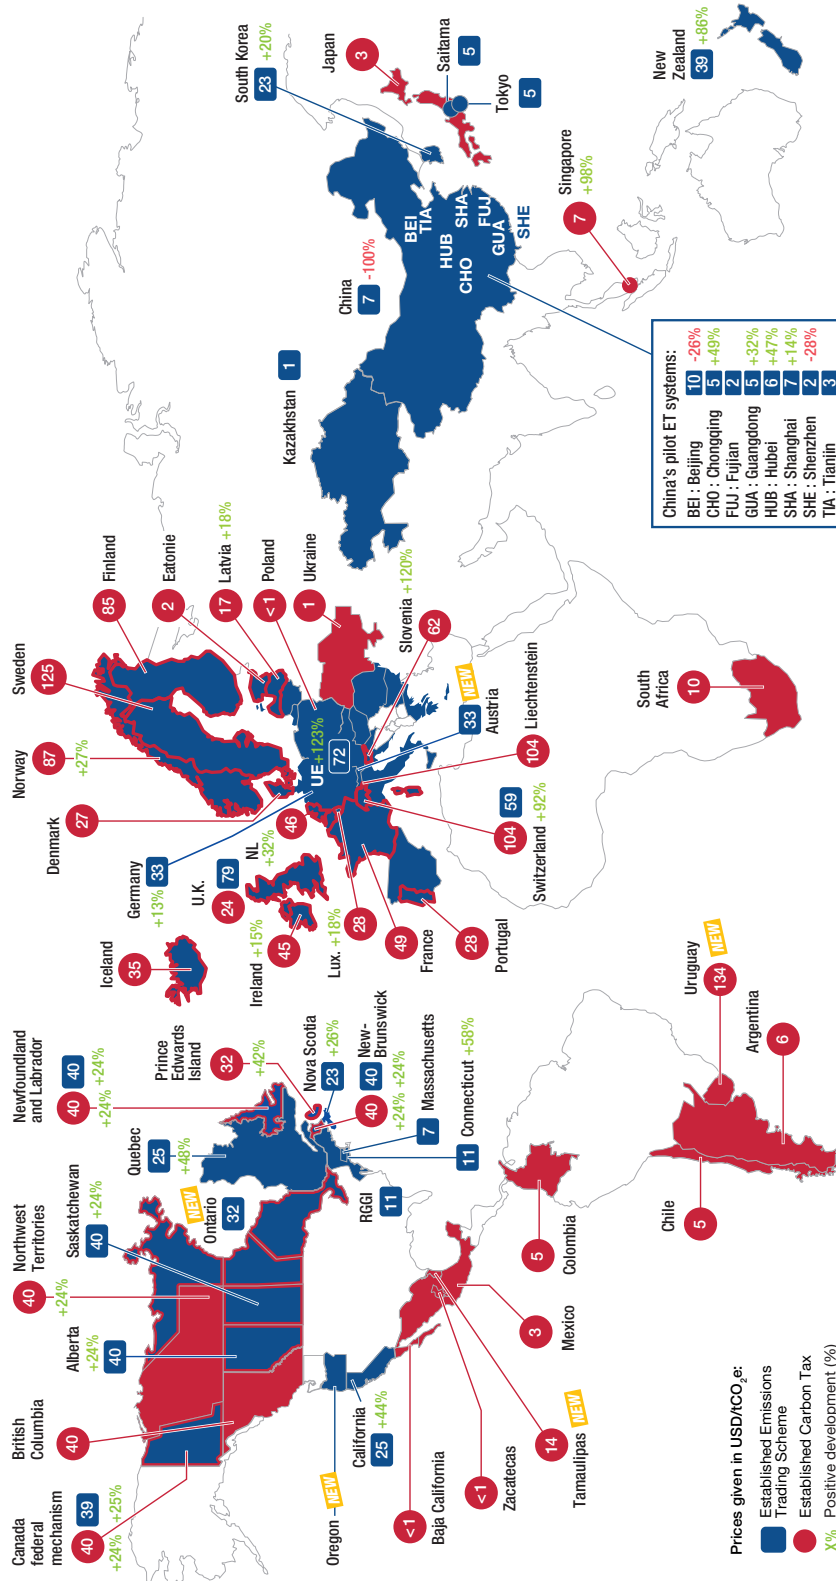 Canada
federal
mechanism
40
39
+24%
+25%
British
Columbia
40
Alberta
+24%
40
Northwest
Territories
40
+24%
Saskatchewan
40
+24%
NEW
Ontario
32
Quebec
25
+48%
Newfoundland
and Labrador
40
40
+24%
+24%
Prince
Edwards
Island
32
+42%
Nova Scotia
23
+26%
New-
Brunswick
40
40
+24%
+24%
Massachusetts
7
Connecticut +58%
11
RGGI
11
Oregon
NEW
California
25
+44%
Baja California
<1
Zacatecas
<1
Tamaulipas
NEW
14
Mexico
3
Colombia
5
Chile
5
Argentina
6
Uruguay
NEW
134
Iceland
35
Ireland +15%
45
U.K.
24
79
NL
+32%
46
Lux. +18%
28
France
49
Portugal
28
Germany
+13%
33
Denmark
27
Norway
87
+27%
Sweden
125
Finland
85
Eatonie
2
Latvia +18%
17
Poland
<1
Ukraine
1
UE +123%
72
Slovenia +120%
62
Austria
NEW
33
Liechtenstein
104
Switzerland +92%
104
59
South
Africa
10
Kazakhstan
1
China
7
-100%
BEI
TIA
HUB
SHA
CHO
FUJ
GUA
SHE
South Korea
23
+20%
Japan
3
Saitama
5
Tokyo
5
Singapore
7
+98%
New
Zealand
39
+86%
China's pilot ET systems:
BEI : Beijing 10 -26%
CHO : Chongqing 5 +49%
FUJ : Fujian 2
GUA : Guangdong 5 +32%
HUB : Hubei 6 +47%
SHA : Shanghai 7 +14%
SHE : Shenzhen 2 -28%
TIA : Tianjin 3
Prices given in USD/tCO₂e:
Established Emissions
Trading Scheme
Established Carbon Tax
X% Positive development (%)